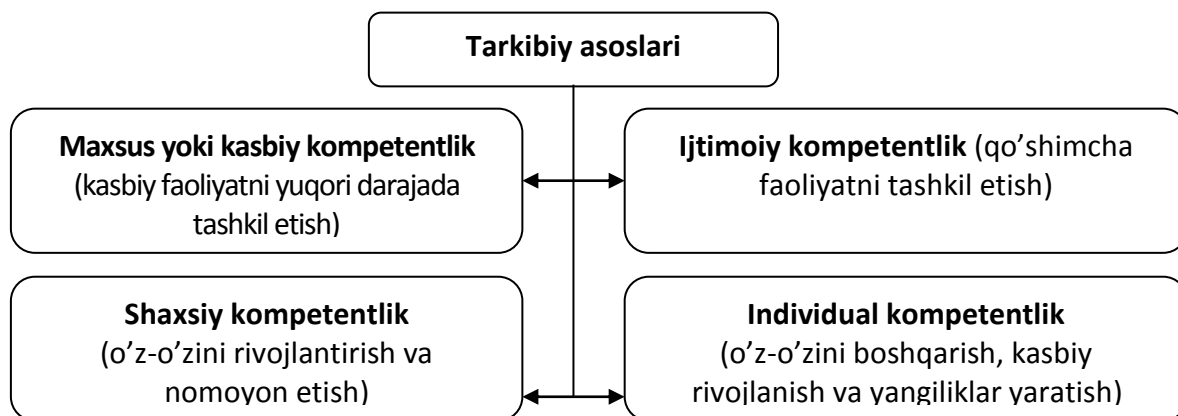 Tarkibiy asoslari
Maxsus yoki kasbiy kompetentlik
(kasbiy faoliyatni yuqori darajada
tashkil etish)
Ijtimoiy kompetentlik (qo’shimcha
faoliyatni tashkil etish)
Shaxsiy kompetentlik
(o’z-o’zini rivojlantirish va
nomoyon etish)
Individual kompetentlik
(o’z-o’zini boshqarish, kasbiy
rivojlanish va yangiliklar yaratish)